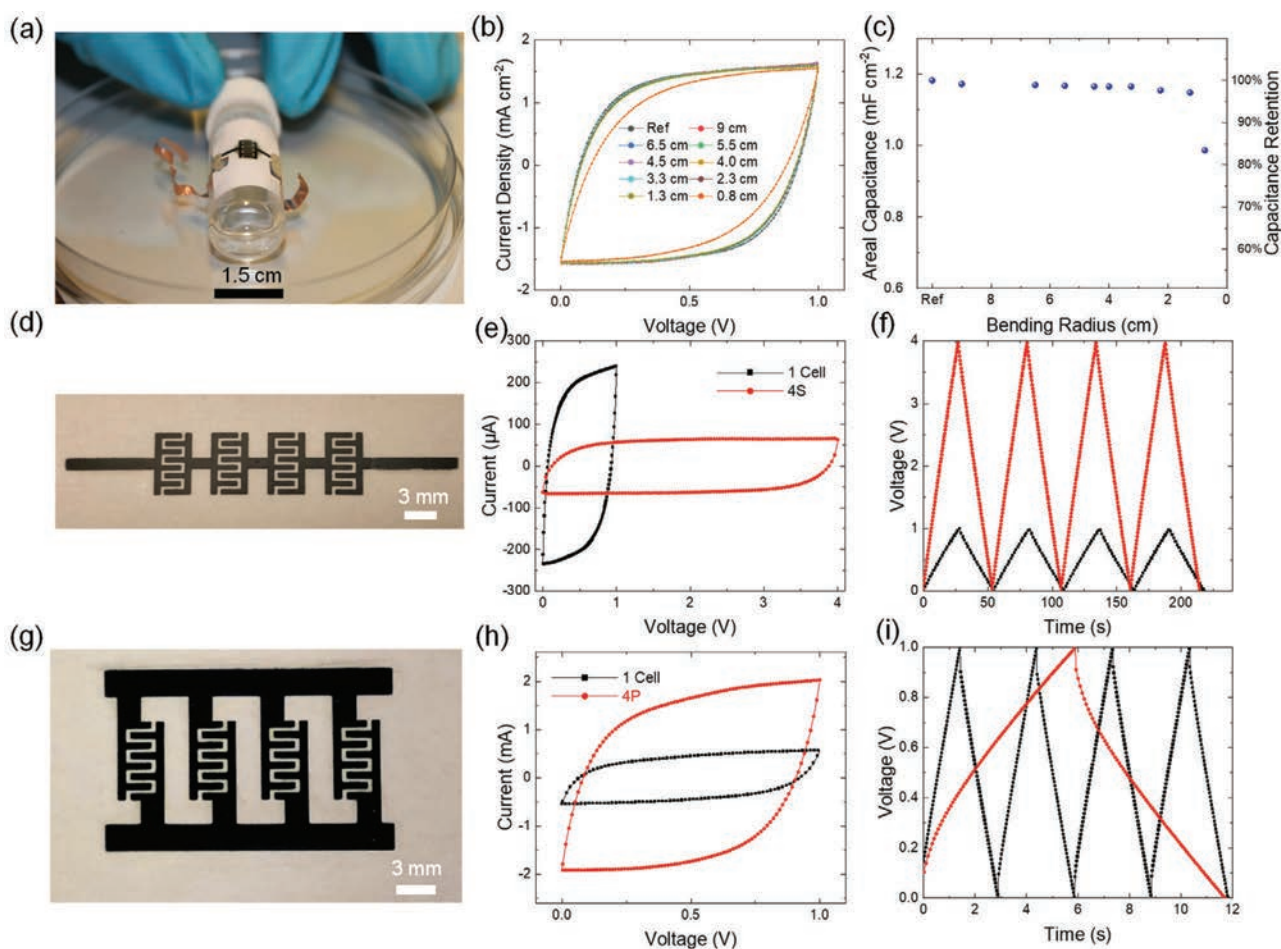 (a)
1.5 cm
(b)
Current Density (mA cm⁻²)
2
1
0
-1
-2
Ref
9 cm
6.5 cm
5.5 cm
4.5 cm
4.0 cm
3.3 cm
2.3 cm
1.3 cm
0.8 cm
0.0
0.5
1.0
Voltage (V)
(c)
Areal Capacitance (mF cm⁻²)
1.2
1.0
0.8
0.6
100%
90%
80%
70%
60%
Capacitance Retention
Ref
8
6
4
2
0
Bending Radius (cm)
(d)
3 mm
(e)
Current (µA)
300
200
100
0
-100
-200
-300
1 Cell
4S
0
1
2
3
4
Voltage (V)
(f)
Voltage (V)
4
3
2
1
0
0
50
100
150
200
Time (s)
(g)
3 mm
(h)
Current (mA)
2
1
0
-1
-2
1 Cell
4P
0.0
0.5
1.0
Voltage (V)
(i)
Voltage (V)
1.0
0.8
0.6
0.4
0.2
0.0
0
2
4
6
8
10
12
Time (s)